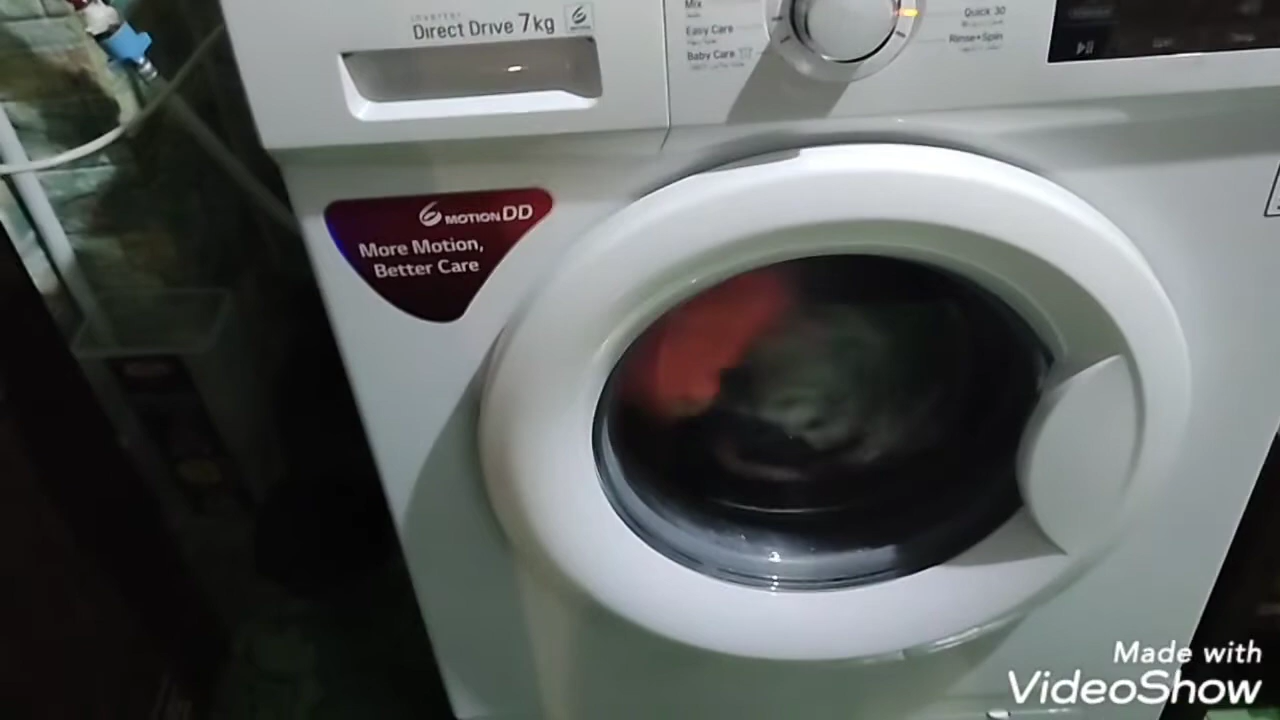 INVERTER
Direct Drive 7kg
Mix
Easy Care
Baby Care
Quick 30
Rinse+Spin
6 MOTION DD
More Motion,
Better Care
Made with
VideoShow